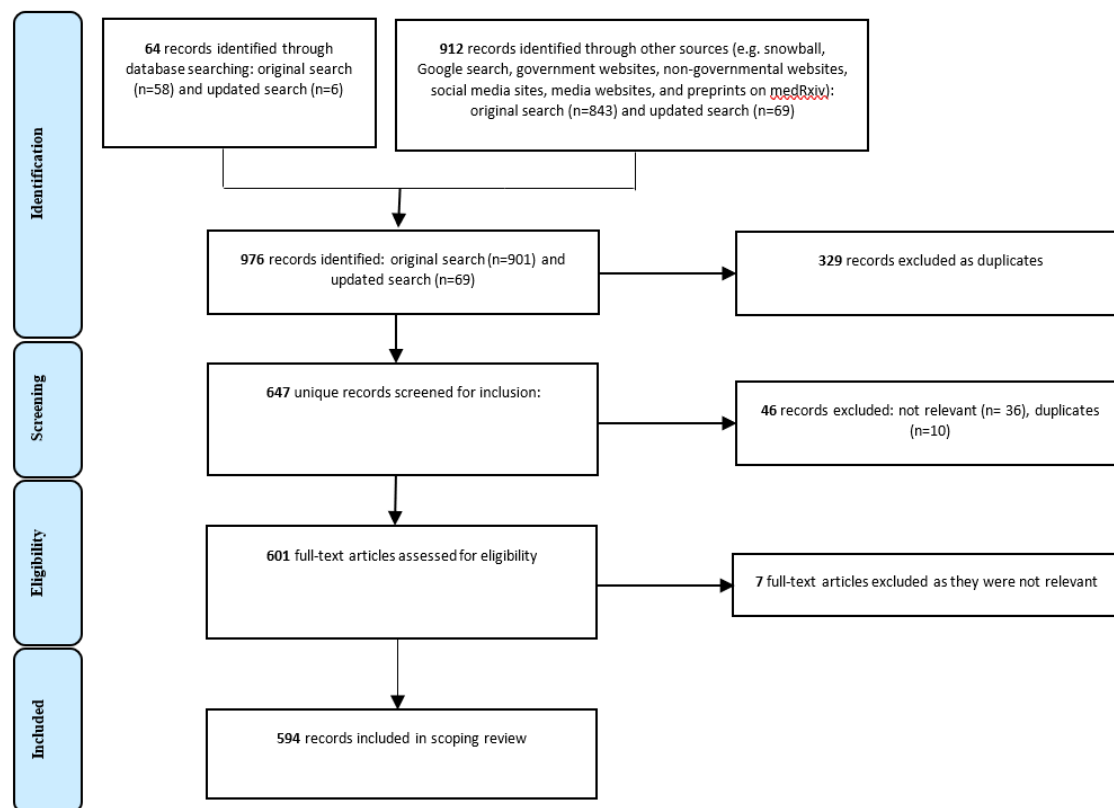 Identification
64 records identified through
database searching: original search
(n=58) and updated search (n=6)
912 records identified through other sources (e.g. snowball,
Google search, government websites, non-governmental websites,
social media sites, media websites, and preprints on medRxiv):
original search (n=843) and updated search (n=69)
976 records identified: original search (n=901) and
updated search (n=69)
329 records excluded as duplicates
Screening
647 unique records screened for inclusion:
46 records excluded: not relevant (n= 36), duplicates
(n=10)
Eligibility
601 full-text articles assessed for eligibility
7 full-text articles excluded as they were not relevant
Included
594 records included in scoping review